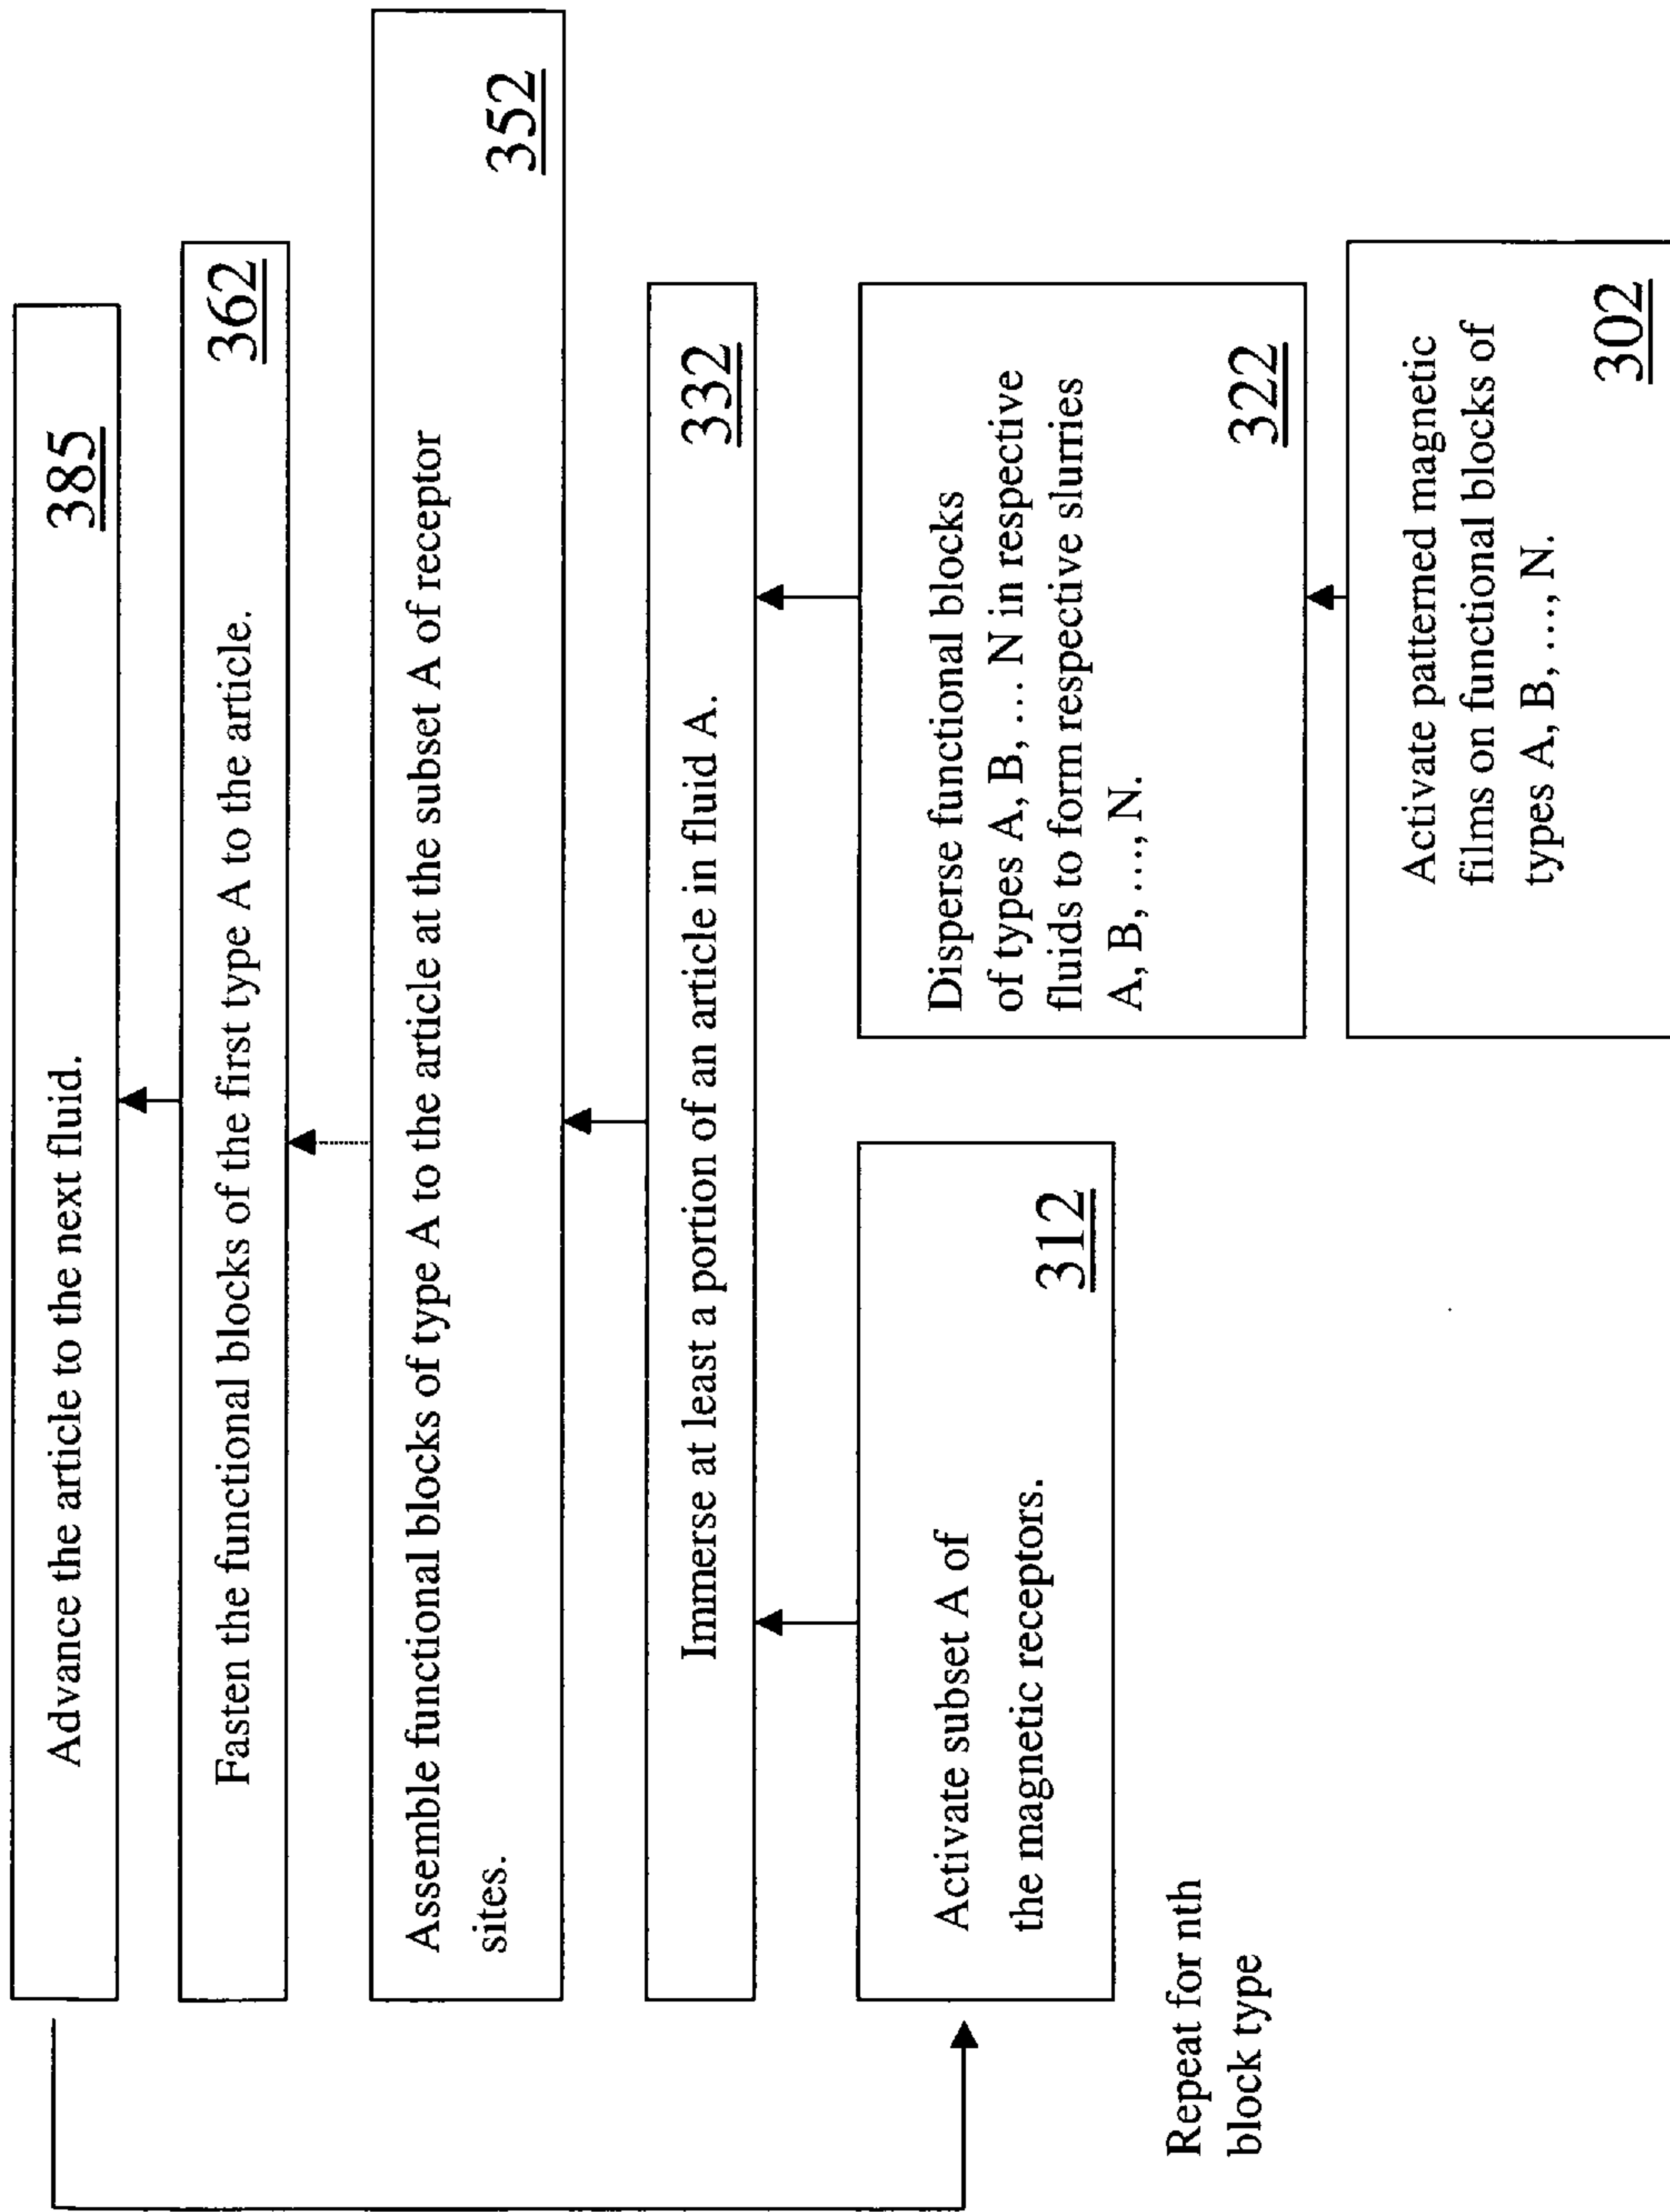 Advance the article to the next fluid.
385
Fasten the functional blocks of the first type A to the article.
362
Assemble functional blocks of type A to the article at the subset A of receptor
sites.
352
Immerse at least a portion of an article in fluid A.
332
Activate subset A of
the magnetic receptors.
312
Disperse functional blocks
of types A, B, … N in respective
fluids to form respective slurries
A, B, …, N.
322
Repeat for nth
block type
Activate patterned magnetic
films on functional blocks of
types A, B, …, N.
302